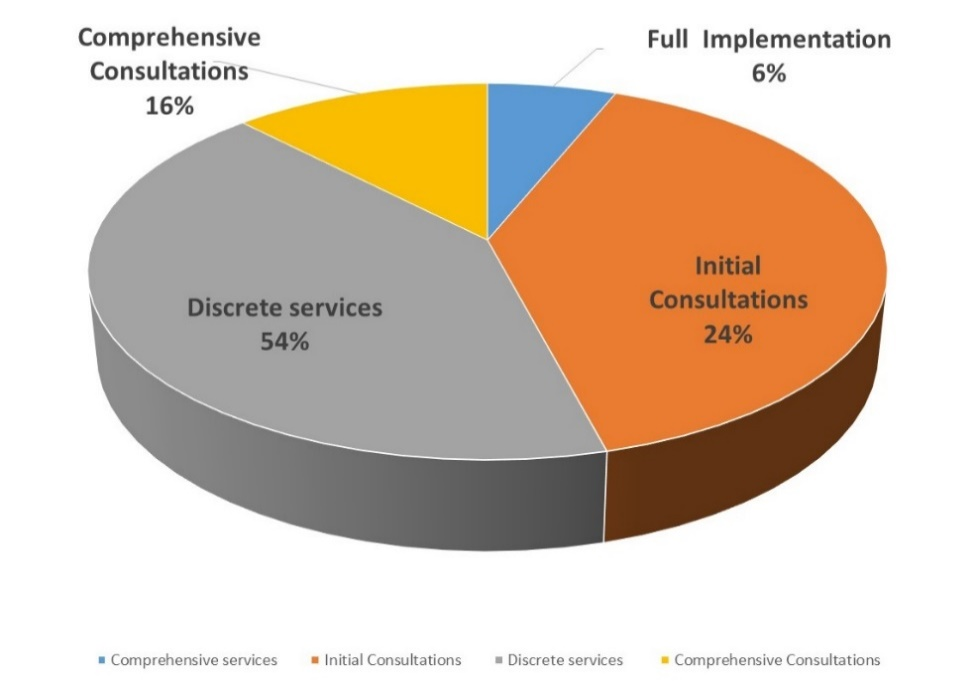 Comprehensive
Consultations
16%
Full Implementation
6%
Initial
Consultations
24%
Discrete services
54%
Comprehensive services
Initial Consultations
Discrete services
Comprehensive Consultations